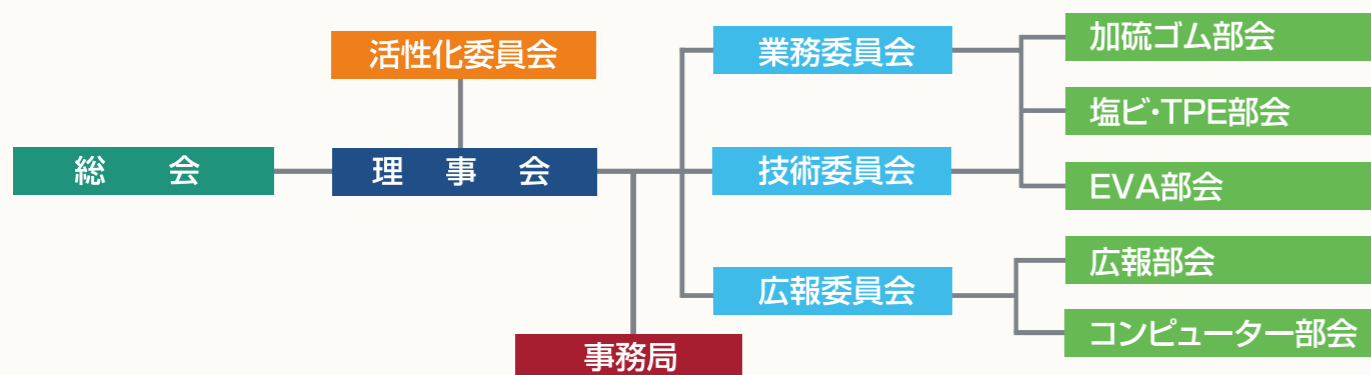 活性化委員会
総会
理事会
事務局
業務委員会
技術委員会
広報委員会
加硫ゴム部会
塩ビ・TPE部会
EVA部会
広報部会
コンピューター部会